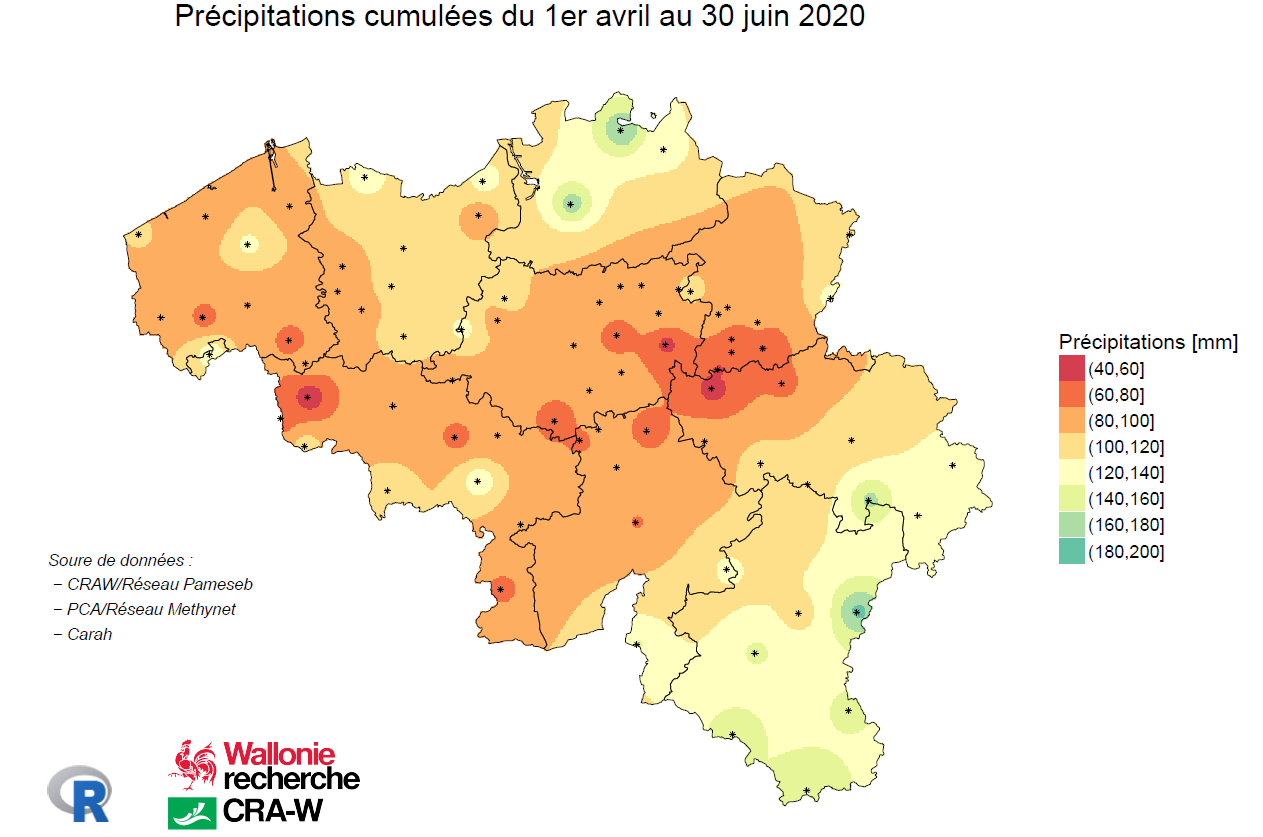 Précipitations cumulées du 1er avril au 30 juin 2020
Précipitations [mm]
(40,60]
(60,80]
(80,100]
(100,120]
(120,140]
(140,160]
(160,180]
(180,200]
Soure de données :
− CRAW/Réseau Pameseb
− PCA/Réseau Methynet
− Carah
R
Wallonie
recherche
CRA-W